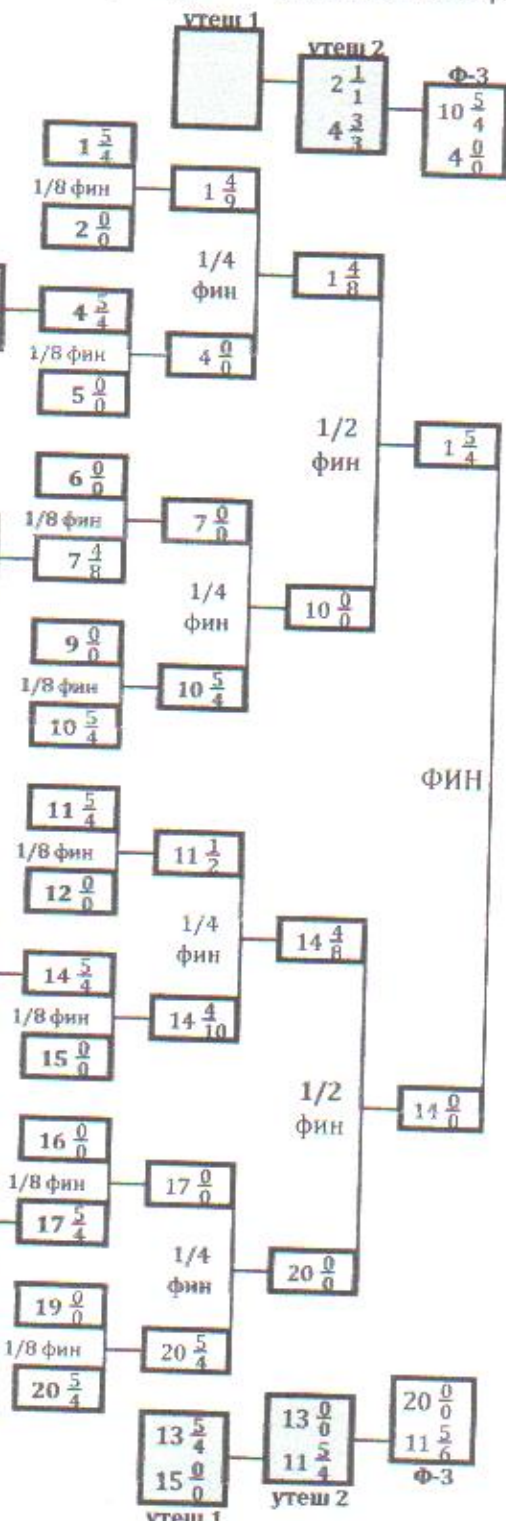 утеш 1
утеш 2
2 1/1
4 3/3
Ф-3
10 5/4
4 0/0
1 5/4
1/8 фин
2 0/0
1 4/9
1/4
фин
1 4/8
4 5/4
1/8 фин
5 0/0
4 0/0
1/2
фин
1 5/4
6 0/0
1/8 фин
7 4/8
7 0/0
1/4
фин
10 0/0
9 0/0
1/8 фин
10 5/4
10 5/4
ФИН
11 5/4
1/8 фин
12 0/0
11 1/2
1/4
фин
14 4/8
14 5/4
1/8 фин
15 0/0
14 4/10
1/2
фин
14 0/0
16 0/0
1/8 фин
17 5/4
17 0/0
1/4
фин
20 0/0
19 0/0
1/8 фин
20 5/4
20 5/4
13 5/4
15 0/0
утеш 1
13 0/0
11 5/4
утеш 2
20 0/0
11 5/6
Ф-3